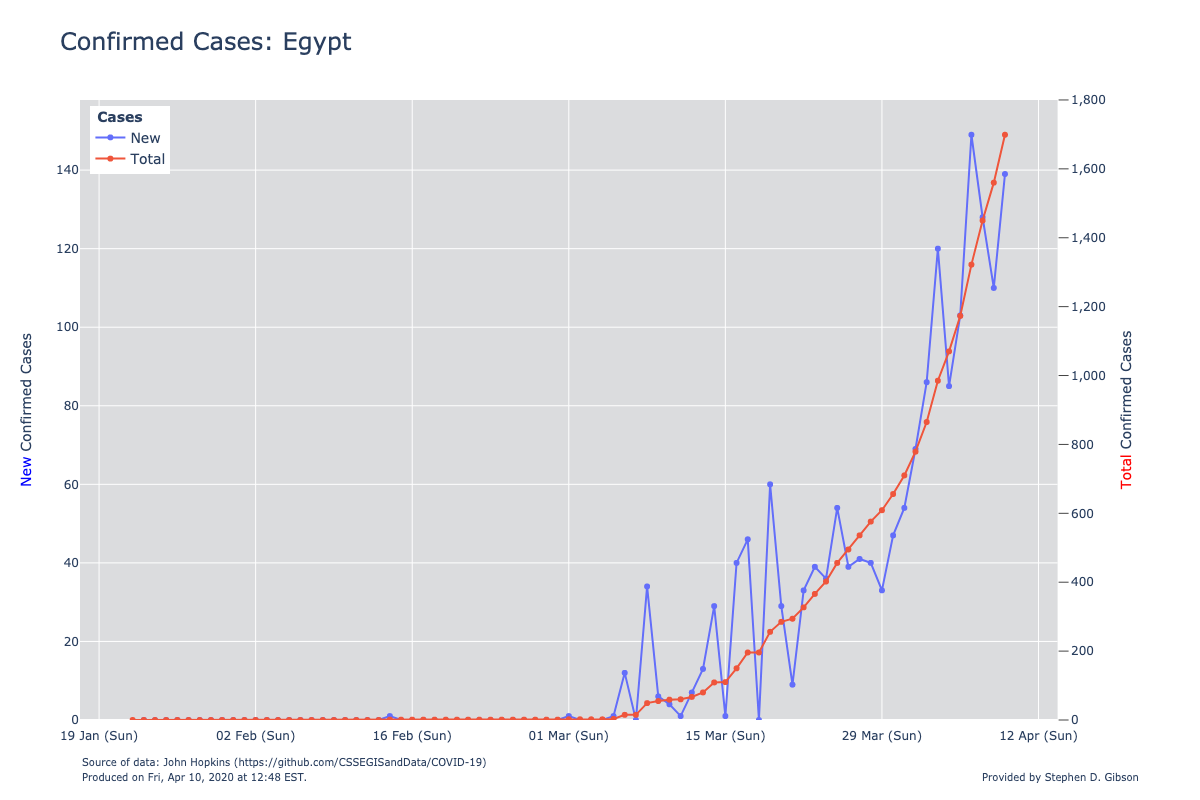 Confirmed Cases: Egypt
Cases
New
Total
140
120
100
80
60
40
20
0
New Confirmed Cases
1,800
1,600
1,400
1,200
1,000
800
600
400
200
0
Total Confirmed Cases
19 Jan (Sun)
02 Feb (Sun)
16 Feb (Sun)
01 Mar (Sun)
15 Mar (Sun)
29 Mar (Sun)
12 Apr (Sun)
Source of data: John Hopkins (https://github.com/CSSEGISandData/COVID-19)
Produced on Fri, Apr 10, 2020 at 12:48 EST.
Provided by Stephen D. Gibson